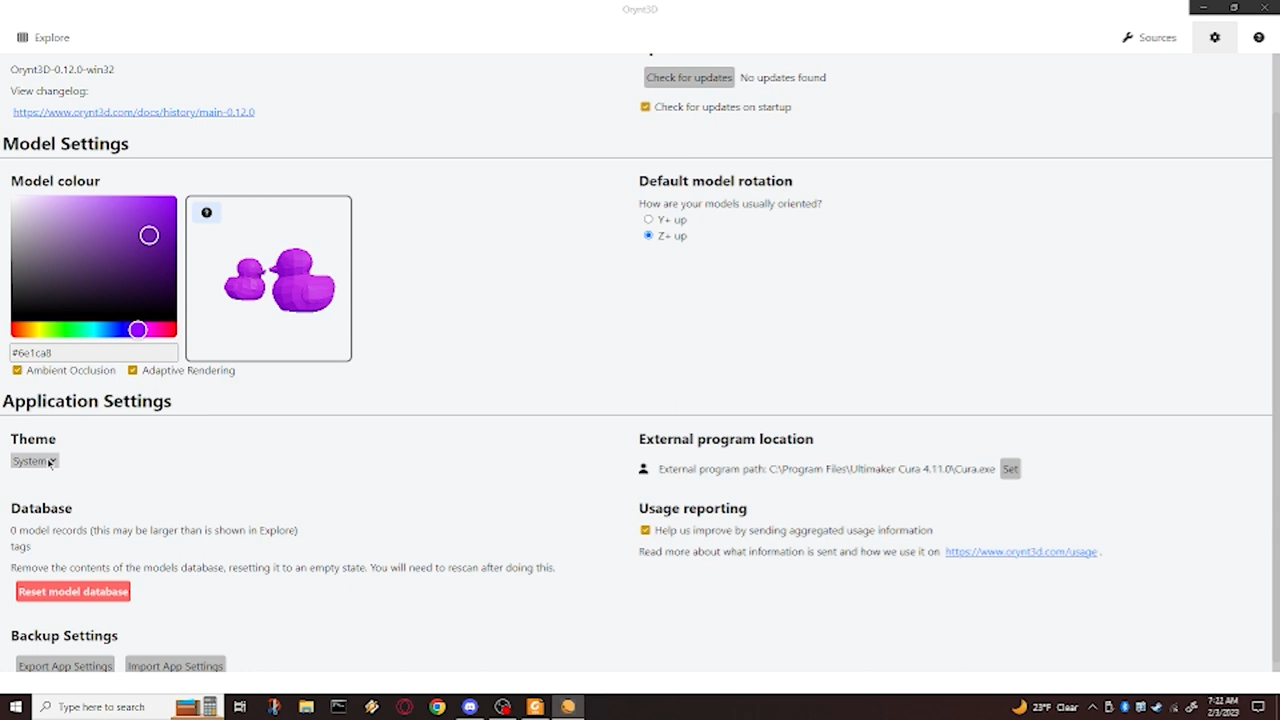 Orynt3D
Explore
Sources
Orynt3D-0.12.0-win32
View changelog:
https://www.orynt3d.com/docs/history/main-0.12.0
Check for updates No updates found
Check for updates on startup
Model Settings
Model colour
#6e1ca8
Ambient Occlusion Adaptive Rendering
Default model rotation
How are your models usually oriented?
Y+ up
Z+ up
Application Settings
Theme
System
External program location
External program path: C:\Program Files\Ultimaker Cura 4.11.0\Cura.exe Set
Database
0 model records (this may be larger than is shown in Explore)
tags
Remove the contents of the models database, resetting it to an empty state. You will need to rescan after doing this.
Reset model database
Usage reporting
Help us improve by sending aggregated usage information
Read more about what information is sent and how we use it on https://www.orynt3d.com/usage .
Backup Settings
Export App Settings Import App Settings
Type here to search
23°F Clear
7:22 AM
2/3/2023